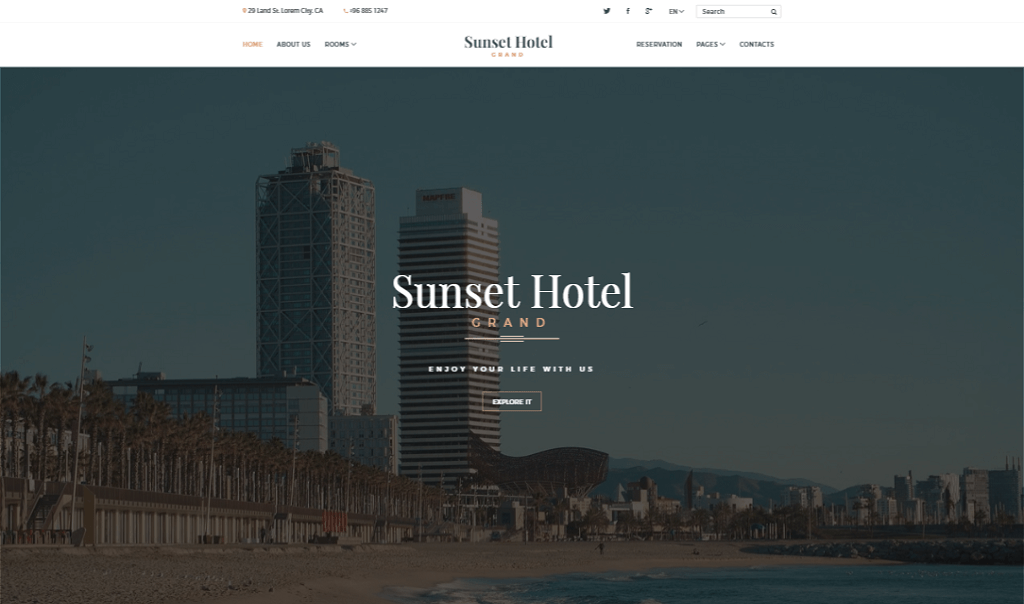 29 Land St. Lorem City, CA
+96 885 1247
EN
Search
HOME
ABOUT US
ROOMS
Sunset Hotel
GRAND
RESERVATION
PAGES
CONTACTS
MAPFRE
Sunset Hotel
GRAND
ENJOY YOUR LIFE WITH US
EXPLORE IT